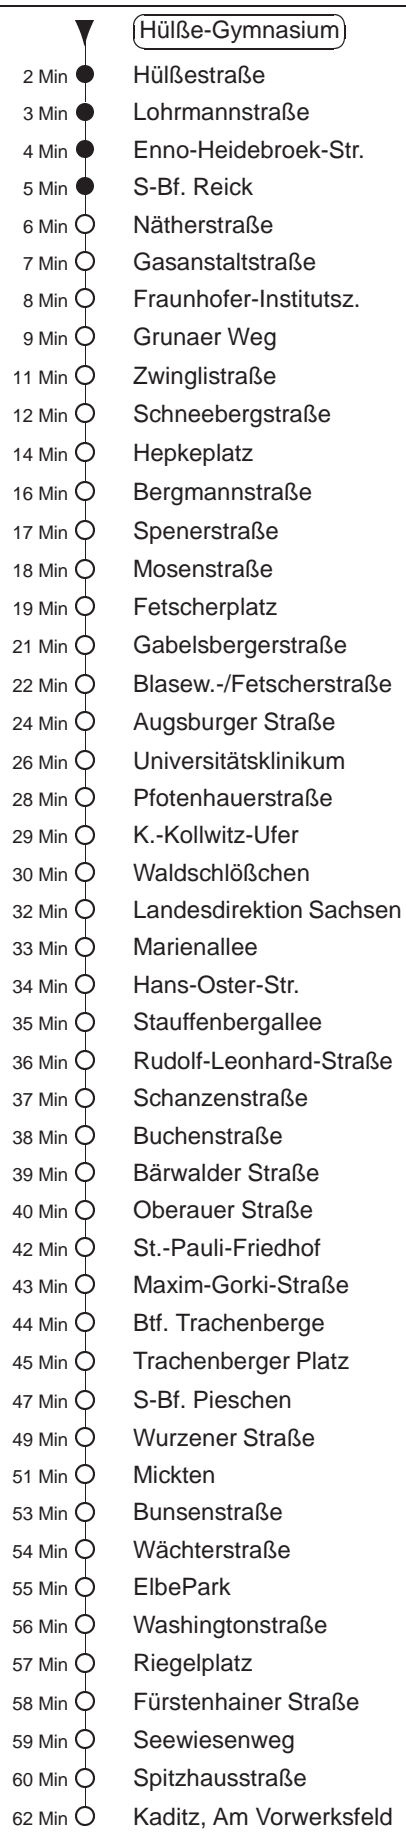 Hülße-Gymnasium
2 Min Hülßestraße
3 Min Lohrmannstraße
4 Min Enno-Heidebroek-Str.
5 Min S-Bf. Reick
6 Min Nätherstraße
7 Min Gasanstaltstraße
8 Min Fraunhofer-Institutsz.
9 Min Grunaer Weg
11 Min Zwinglistraße
12 Min Schneebergstraße
14 Min Hepkeplatz
16 Min Bergmannstraße
17 Min Spenerstraße
18 Min Mosenstraße
19 Min Fetscherplatz
21 Min Gabelsbergerstraße
22 Min Blasew.-/Fetscherstraße
24 Min Augsburger Straße
26 Min Universitätsklinikum
28 Min Pfotenhauerstraße
29 Min K.-Kollwitz-Ufer
30 Min Waldschlößchen
32 Min Landesdirektion Sachsen
33 Min Marienallee
34 Min Hans-Oster-Str.
35 Min Stauffenbergallee
36 Min Rudolf-Leonhard-Straße
37 Min Schanzenstraße
38 Min Buchenstraße
39 Min Bärwalder Straße
40 Min Oberauer Straße
42 Min St.-Pauli-Friedhof
43 Min Maxim-Gorki-Straße
44 Min Btf. Trachenberge
45 Min Trachenberger Platz
47 Min S-Bf. Pieschen
49 Min Wurzener Straße
51 Min Mickten
53 Min Bunsenstraße
54 Min Wächterstraße
55 Min ElbePark
56 Min Washingtonstraße
57 Min Riegelplatz
58 Min Fürstenhainer Straße
59 Min Seewiesenweg
60 Min Spitzhausstraße
62 Min Kaditz, Am Vorwerksfeld